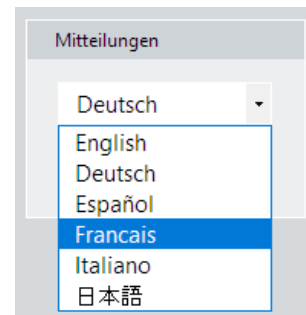 Mitteilungen
Deutsch
English
Deutsch
Español
Francais
Italiano
日本語